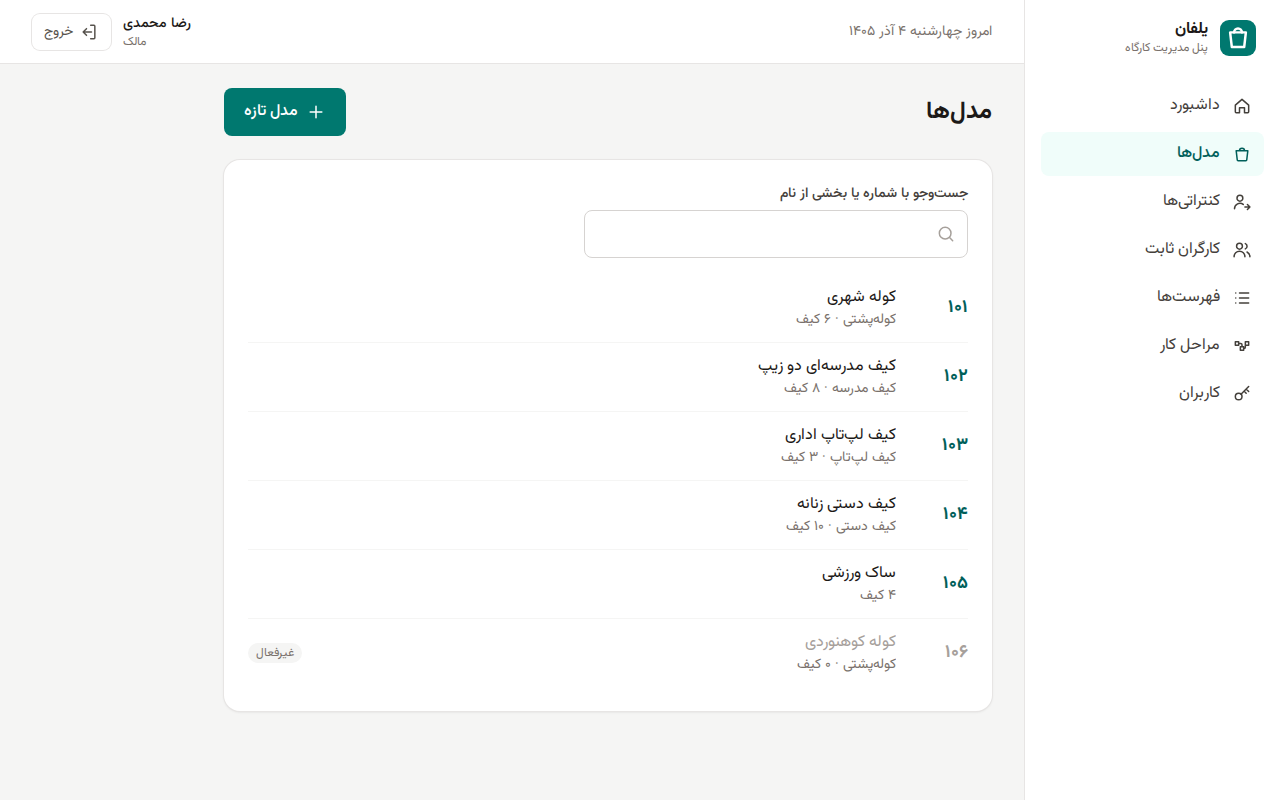 یلفان
پنل مدیریت کارگاه
داشبورد
مدل‌ها
کنتراتی‌ها
کارگران ثابت
فهرست‌ها
مراحل کار
کاربران
امروز چهارشنبه ۴ آذر ۱۴۰۵
رضا محمدی
مالک
خروج
مدل‌ها
مدل تازه
جست‌وجو با شماره یا بخشی از نام
۱۰۱ کوله شهری
کوله‌پشتی · ۶ کیف
۱۰۲ کیف مدرسه‌ای دو زیپ
کیف مدرسه · ۸ کیف
۱۰۳ کیف لپ‌تاپ اداری
کیف لپ‌تاپ · ۳ کیف
۱۰۴ کیف دستی زنانه
کیف دستی · ۱۰ کیف
۱۰۵ ساک ورزشی
۴ کیف
۱۰۶ کوله کوهنوردی
کوله‌پشتی · ۰ کیف
غیرفعال